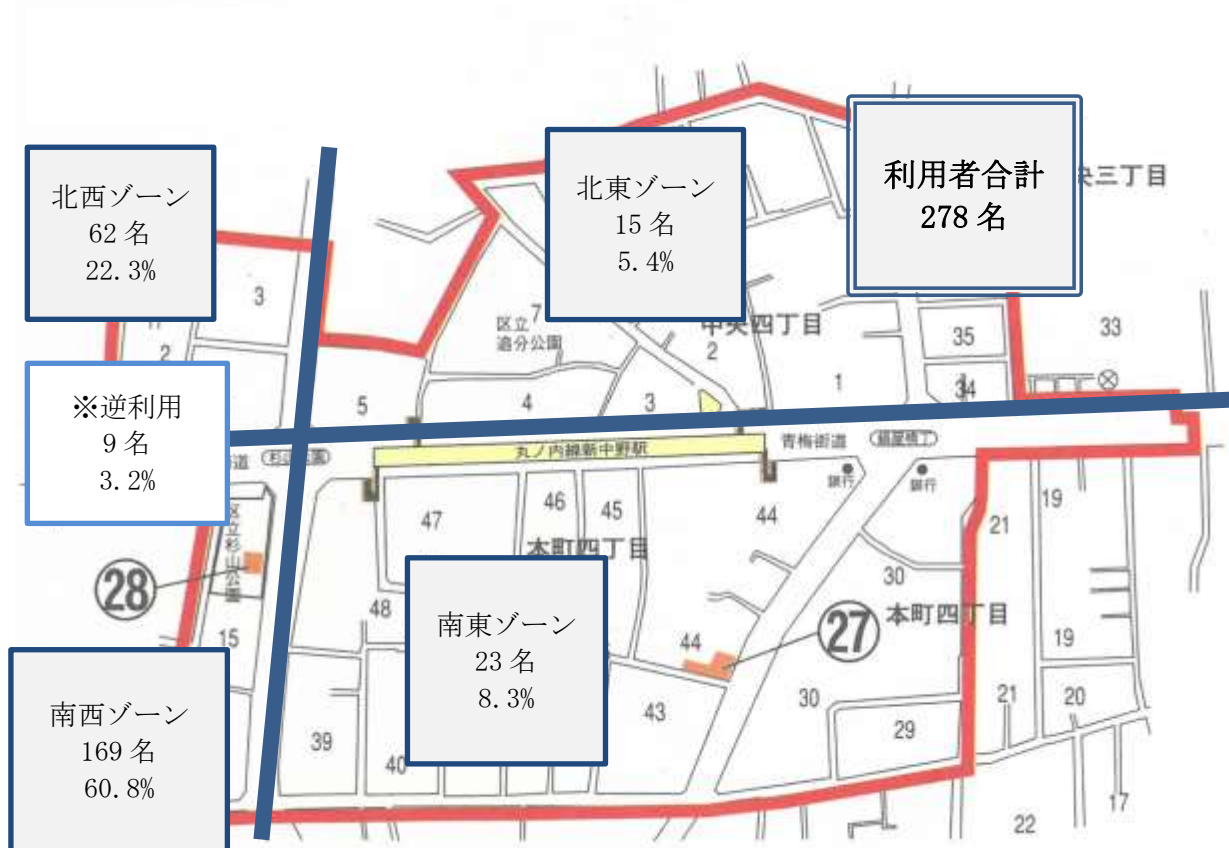 北西ゾーン
62 名
22.3%
北東ゾーン
15 名
5.4%
利用者合計
278 名
央三丁目
3
2
7
区立
追分公園
中央四丁目
2
35
33
34
※逆利用
9 名
3.2%
5
4
3
1
道
丸ノ内線新中野駅
青梅街道
銀行
銀行
区立杉山公園
47
46
45
44
21
19
本町四丁目
28
15
48
南東ゾーン
23 名
8.3%
44
27
30
本町四丁目
19
南西ゾーン
169 名
60.8%
39
40
43
30
29
21
20
17
22